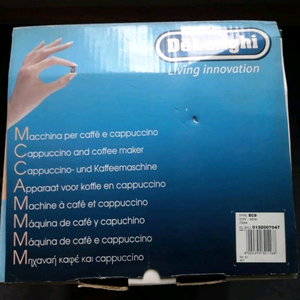 DeLonghi
Living innovation
Macchina per caffè e cappuccino
Cappuccino and coffee maker
Cappuccino- und Kaffeemaschine
Apparaat voor koffie en cappuccino
Machine à café et cappuccino
Máquina de café y capuchino
Máquina de café e cappuccino
Μηχανή καφέ και cappuccino
0132007047